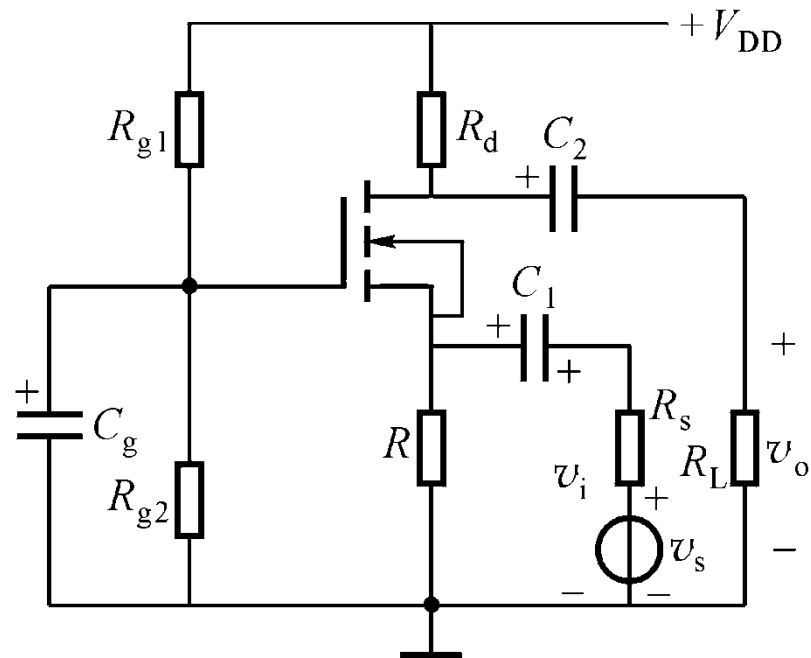 + V_DD
R_g1
R_d
C_2
+
C_1
+
+
+
+
C_g
R
R_s
R_L
v_o
R_g2
v_i
+
v_s
−
−
−